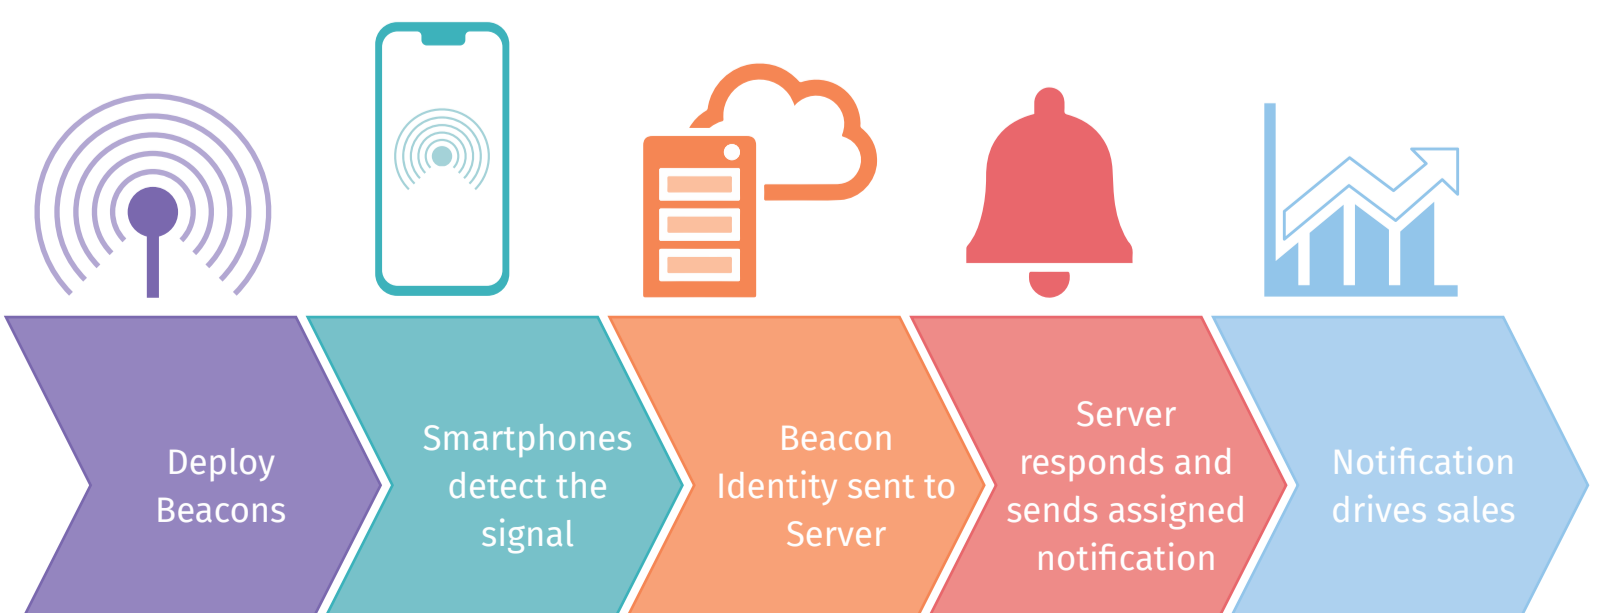 Deploy
Beacons
Smartphones
detect the
signal
Beacon
Identity sent to
Server
Server
responds and
sends assigned
notification
Notification
drives sales